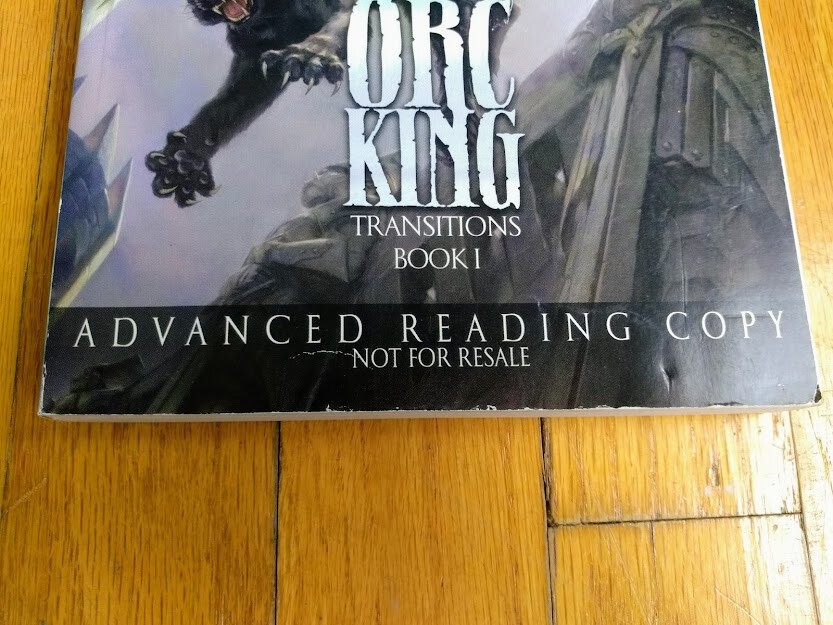 ORC
KING
TRANSITIONS
BOOK I
ADVANCED READING COPY
NOT FOR RESALE